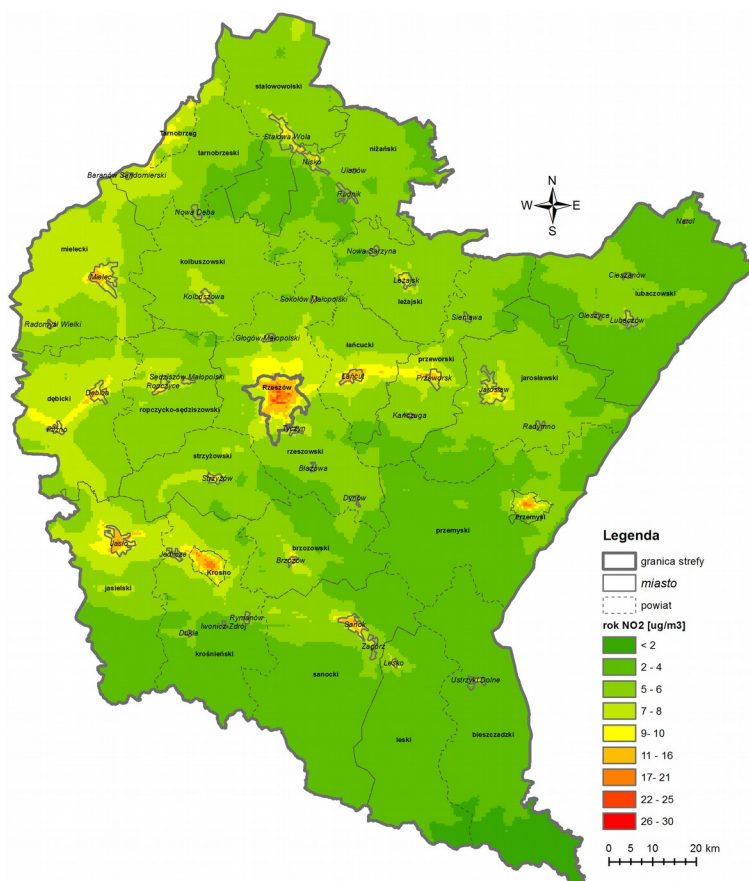 stalowowolski
Tarnobrzeg
Stalowa Wola
tarnobrzeski
niżański
Nisko
Ulanów
Baranów Sandomierski
Rudnik
N
W E
S
Nowa Dęba
Narol
mielecki
Nowa Sarzyna
kolbuszowski
Mielec
Cieszanów
Leżajsk
lubaczowski
Kolbuszowa
Sokołów Małopolski
leżajski
Radomyśl Wielki
Sieniawa
Oleszyce
Lubaczów
Głogów Małopolski
łańcucki
przeworski
Sędziszów Małopolski
Łańcut
Przeworsk
jarosławski
Ropczyce
Rzeszów
Jarosław
dębicki
Dębica
ropczycko-sędziszowski
Kańczuga
Pilzno
Tyczyn
Radymno
rzeszowski
strzyżowski
Błażowa
Strzyżów
Dynów
Przemyśl
przemyski
Jasło
brzozowski
Jedlicze
Brzozów
Krosno
jasielski
Rymanów
Iwonicz-Zdrój
Dukla
Sanok
Zagórz
Lesko
krośnieński
sanocki
Ustrzyki Dolne
leski
bieszczadzki
Legenda
granica strefy
miasto
powiat
rok NO2 [ug/m3]
< 2
2 - 4
5 - 6
7 - 8
9- 10
11 - 16
17- 21
22 - 25
26 - 30
0 5 10 20 km